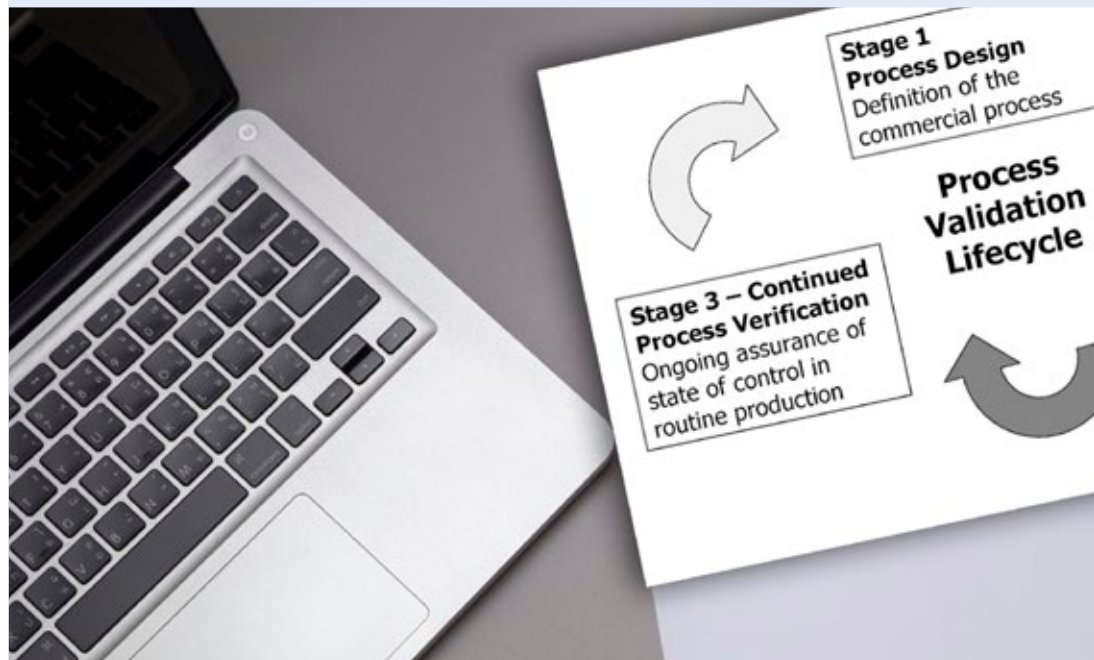 Stage 1
Process Design
Definition of the
commercial process
Process
Validation
Lifecycle
Stage 3 – Continued
Process Verification
Ongoing assurance of
state of control in
routine production